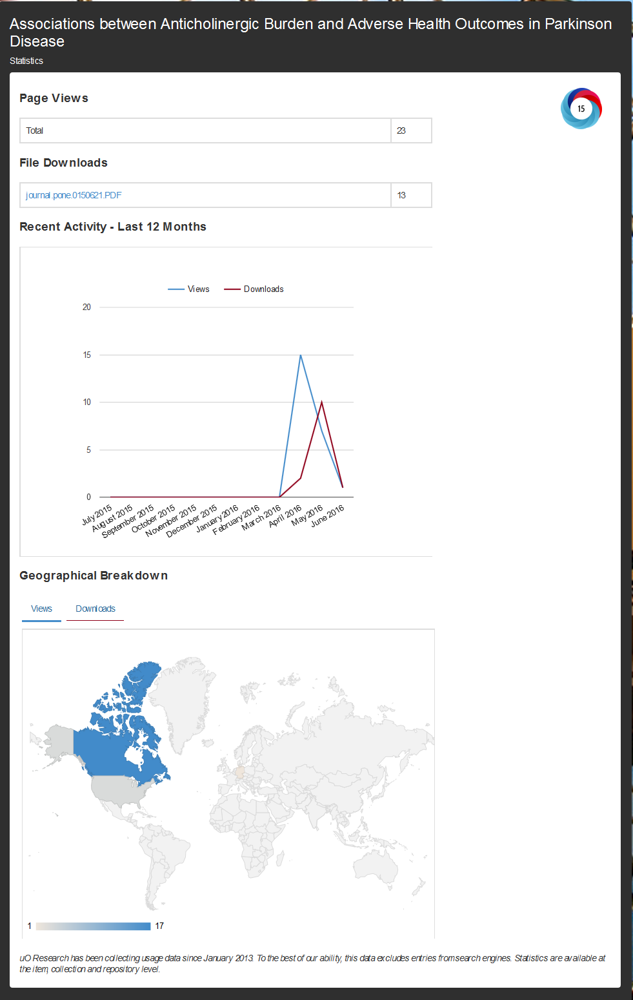 Associations between Anticholinergic Burden and Adverse Health Outcomes in Parkinson
Disease
Statistics
Page Views
15
Total 23
File Downloads
journal.pone.0150621.PDF 13
Recent Activity - Last 12 Months
Views Downloads
20
15
10
5
0
July 2015 August 2015 September 2015 October 2015 November 2015 December 2015 January 2016 February 2016 March 2016 April 2016 May 2016 June 2016
Geographical Breakdown
Views Downloads
1 17
uO Research has been collecting usage data since January 2013. To the best of our ability, this data excludes entries from search engines. Statistics are available at
the item, collection and repository level.